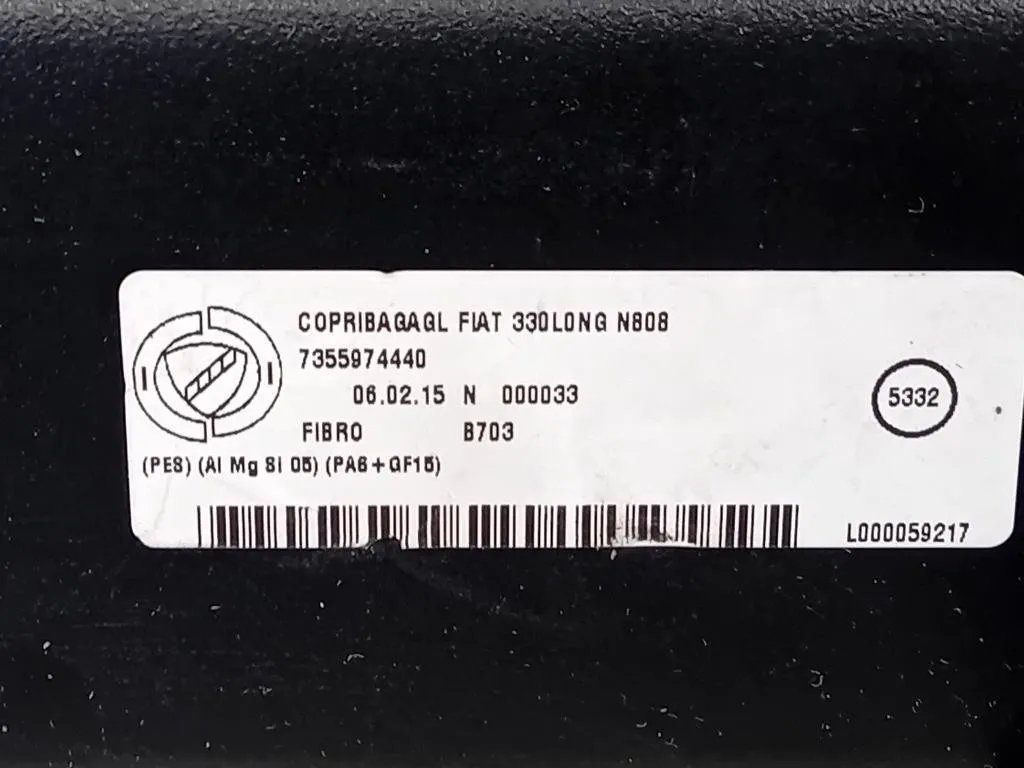 COPRIBAGAGL FIAT 330LONG N808
7355974440
06.02.15 N 000033
5332
FIBRO B703
(PES) (Al Mg Si 05) (PA6+GF15)
L000059217